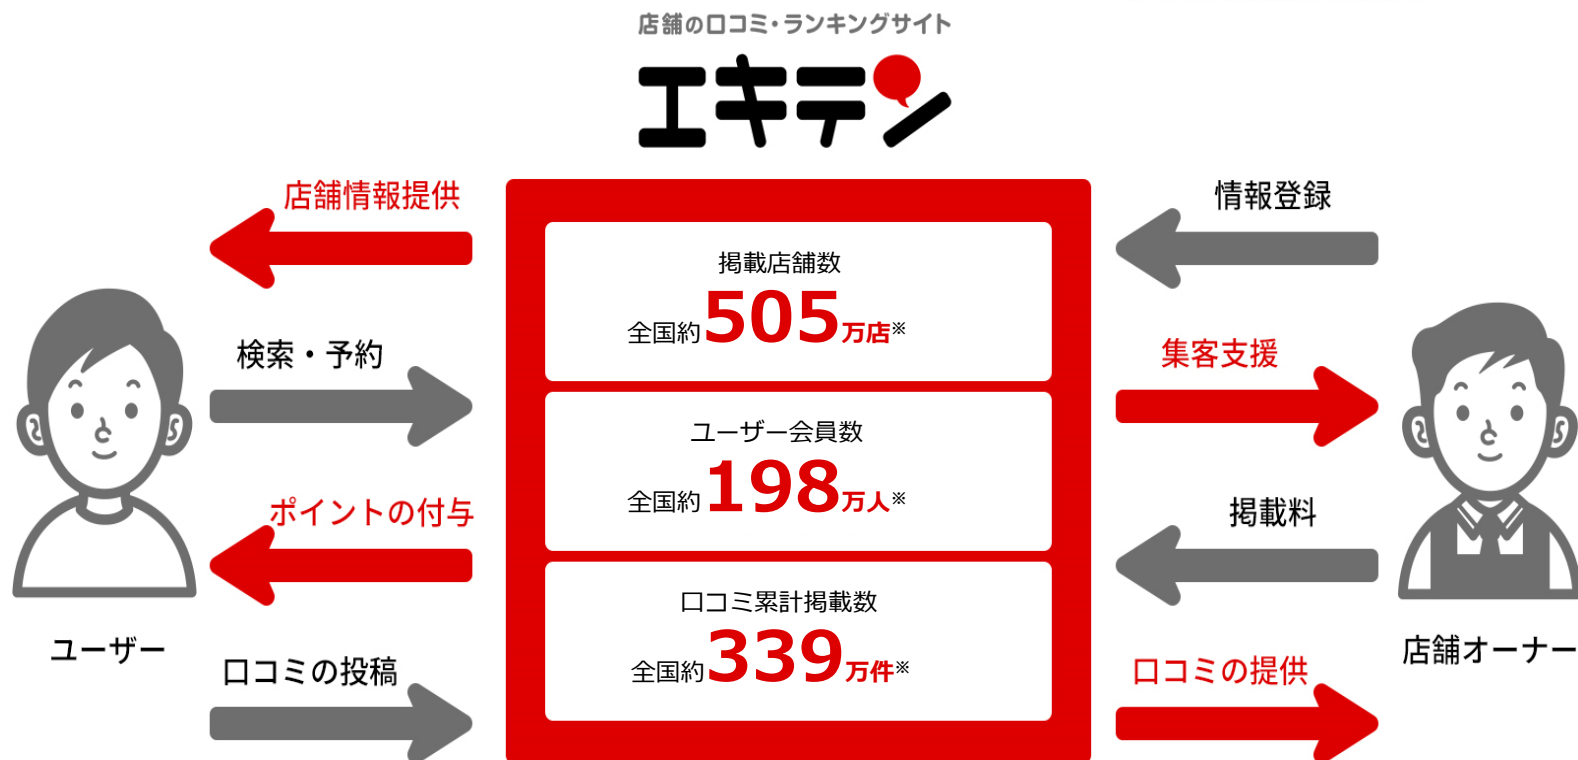 店舗の口コミ・ランキングサイト
エキテン
店舗情報提供
検索・予約
ポイントの付与
口コミの投稿
ユーザー
掲載店舗数
全国約505万店※
ユーザー会員数
全国約198万人※
口コミ累計掲載数
全国約339万件※
情報登録
集客支援
掲載料
口コミの提供
店舗オーナー